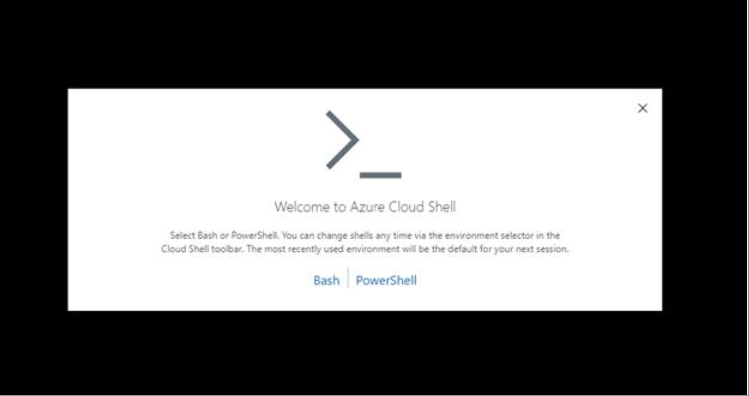 Welcome to Azure Cloud Shell
Select Bash or PowerShell. You can change shells any time via the environment selector in the
Cloud Shell toolbar. The most recently used environment will be the default for your next session.
Bash | PowerShell